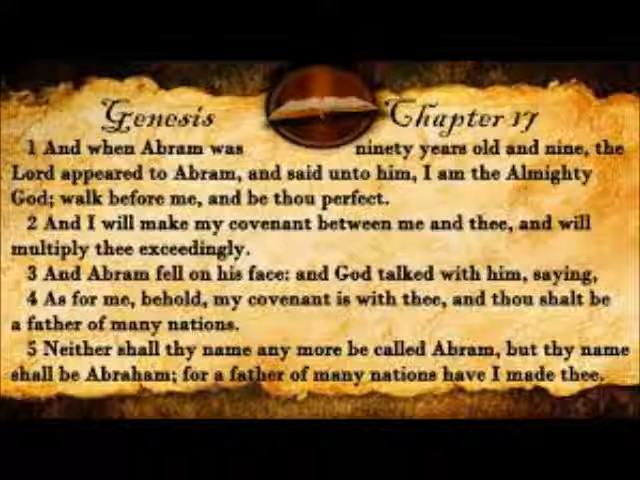 Genesis Chapter 17
1 And when Abram was ninety years old and nine, the
Lord appeared to Abram, and said unto him, I am the Almighty
God; walk before me, and be thou perfect.
2 And I will make my covenant between me and thee, and will
multiply thee exceedingly.
3 And Abram fell on his face: and God talked with him, saying,
4 As for me, behold, my covenant is with thee, and thou shalt be
a father of many nations.
5 Neither shall thy name any more be called Abram, but thy name
shall be Abraham; for a father of many nations have I made thee.